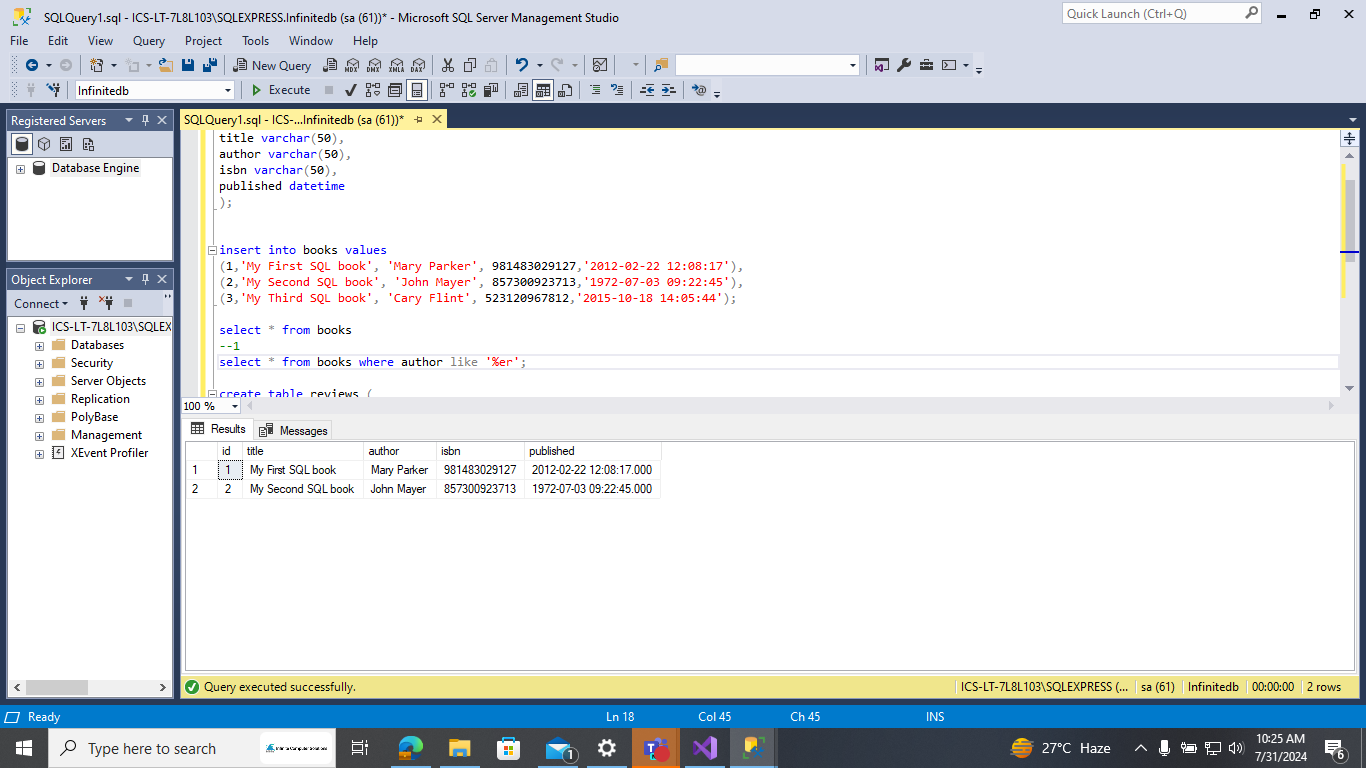 SQLQuery1.sql - ICS-LT-7L8L103\SQLEXPRESS.Infinitedb (sa (61))* - Microsoft SQL Server Management Studio
Quick Launch (Ctrl+Q)
File Edit View Query Project Tools Window Help
New Query MDX DMX XMLA DAX
Infinitedb Execute
Registered Servers
SQLQuery1.sql - ICS-...Infinitedb (sa (61))*
Database Engine
title varchar(50),
author varchar(50),
isbn varchar(50),
published datetime
);
insert into books values
(1,'My First SQL book', 'Mary Parker', 981483029127,'2012-02-22 12:08:17'),
(2,'My Second SQL book', 'John Mayer', 857300923713,'1972-07-03 09:22:45'),
(3,'My Third SQL book', 'Cary Flint', 523120967812,'2015-10-18 14:05:44');
select * from books
--1
select * from books where author like '%er';
create table reviews (
100 %
Object Explorer
Connect
ICS-LT-7L8L103\SQLEX
Databases
Security
Server Objects
Replication
PolyBase
Management
XEvent Profiler
Results Messages
id title author isbn published
1 1 My First SQL book Mary Parker 981483029127 2012-02-22 12:08:17.000
2 2 My Second SQL book John Mayer 857300923713 1972-07-03 09:22:45.000
Query executed successfully.
ICS-LT-7L8L103\SQLEXPRESS (... sa (61) Infinitedb 00:00:00 2 rows
Ready Ln 18 Col 45 Ch 45 INS
Type here to search
Infinite Computer Solutions
1
27°C Haze
10:25 AM
7/31/2024
6